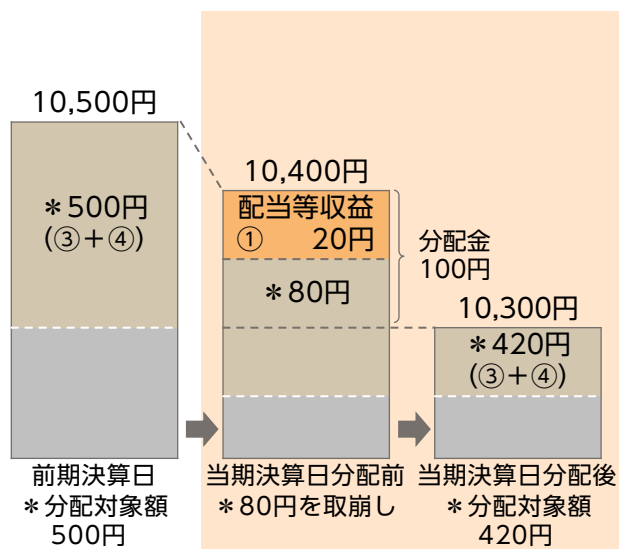 10,500円
＊500円
(③＋④)
前期決算日
＊分配対象額
500円
10,400円
配当等収益
① 20円
＊80円
分配金
100円
当期決算日分配前
＊80円を取崩し
10,300円
＊420円
(③＋④)
当期決算日分配後
＊分配対象額
420円